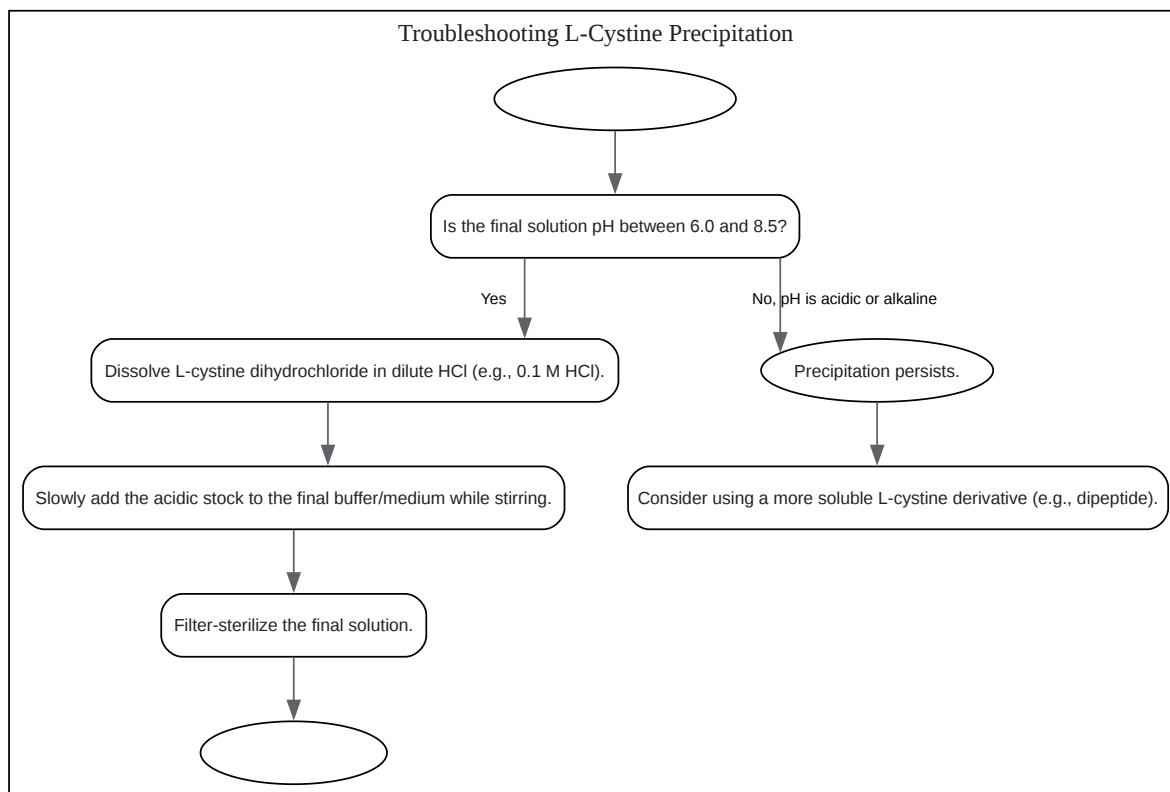 Troubleshooting L-Cystine Precipitation
Is the final solution pH between 6.0 and 8.5?
Yes
No, pH is acidic or alkaline
Dissolve L-cystine dihydrochloride in dilute HCl (e.g., 0.1 M HCl).
Precipitation persists.
Slowly add the acidic stock to the final buffer/medium while stirring.
Consider using a more soluble L-cystine derivative (e.g., dipeptide).
Filter-sterilize the final solution.